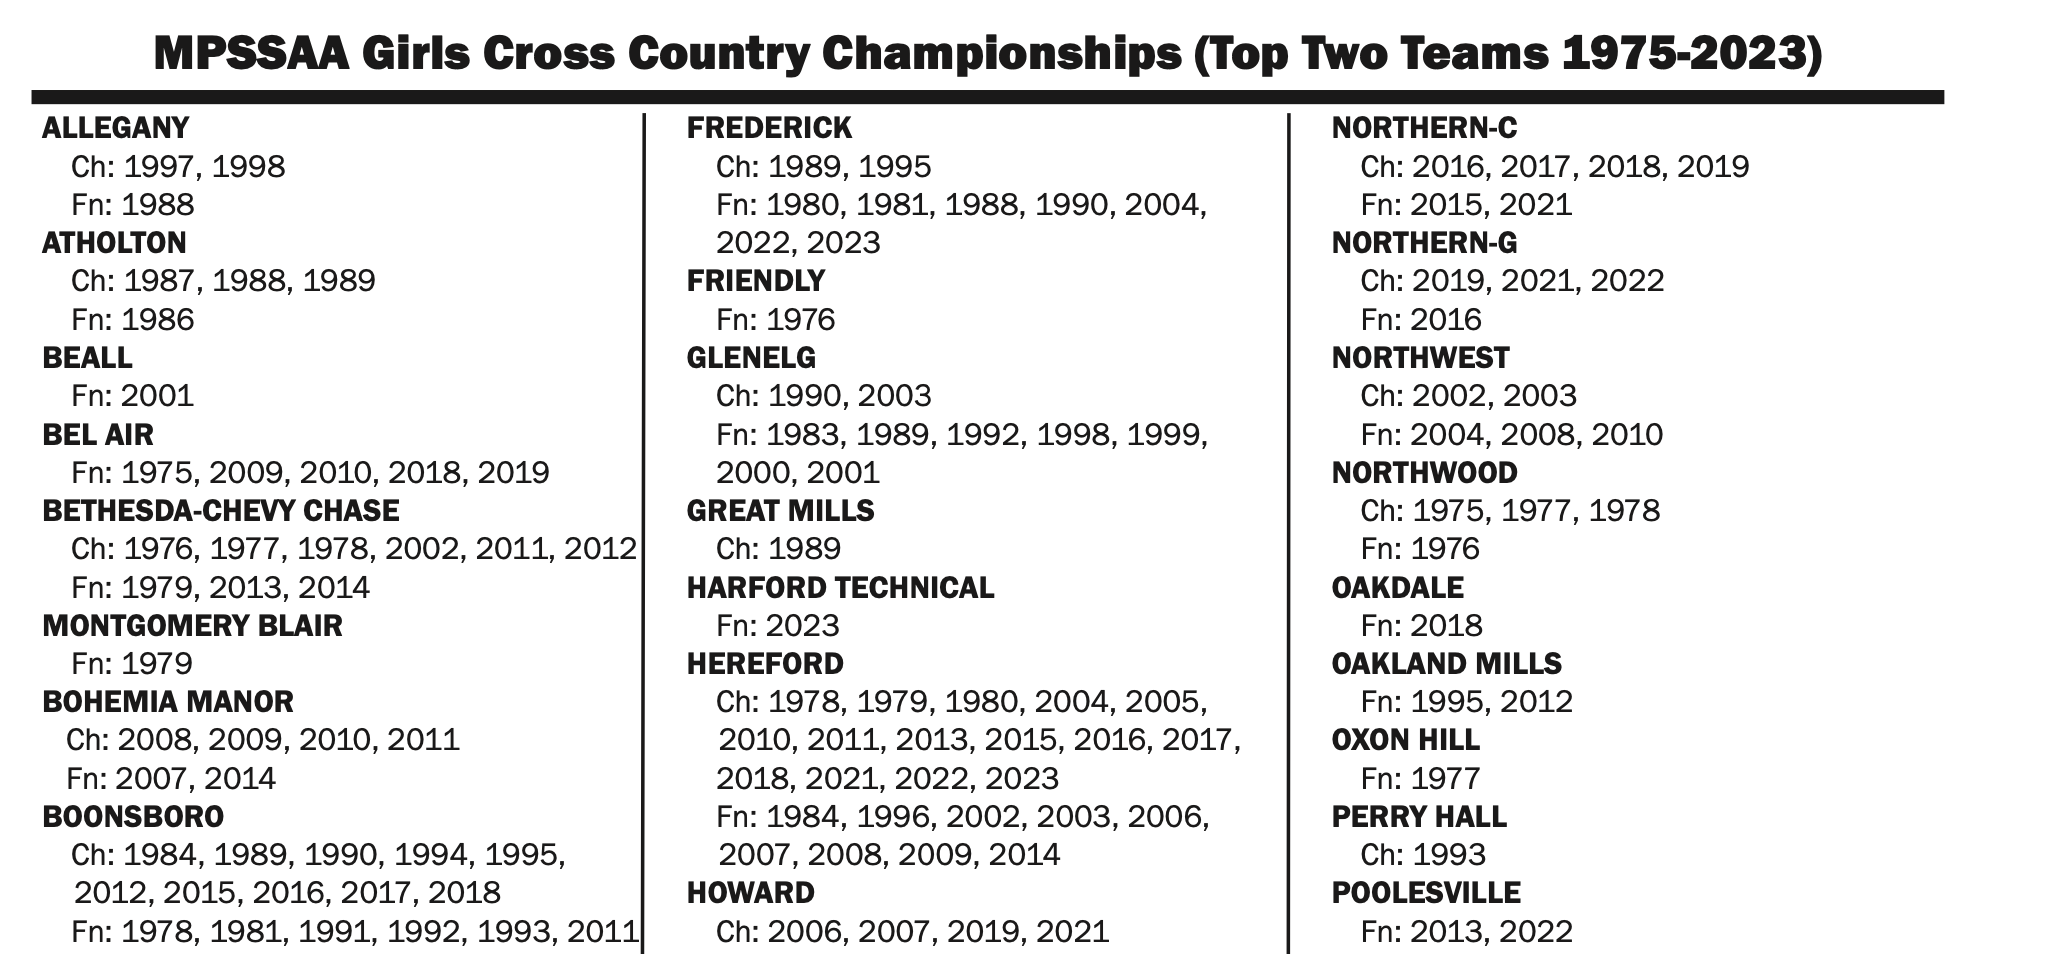 MPSSAA Girls Cross Country Championships (Top Two Teams 1975-2023)
ALLEGANY
Ch: 1997, 1998
Fn: 1988
ATHOLTON
Ch: 1987, 1988, 1989
Fn: 1986
BEALL
Fn: 2001
BEL AIR
Fn: 1975, 2009, 2010, 2018, 2019
BETHESDA-CHEVY CHASE
Ch: 1976, 1977, 1978, 2002, 2011, 2012
Fn: 1979, 2013, 2014
MONTGOMERY BLAIR
Fn: 1979
BOHEMIA MANOR
Ch: 2008, 2009, 2010, 2011
Fn: 2007, 2014
BOONSBORO
Ch: 1984, 1989, 1990, 1994, 1995,
2012, 2015, 2016, 2017, 2018
Fn: 1978, 1981, 1991, 1992, 1993, 2011
FREDERICK
Ch: 1989, 1995
Fn: 1980, 1981, 1988, 1990, 2004,
2022, 2023
FRIENDLY
Fn: 1976
GLENELG
Ch: 1990, 2003
Fn: 1983, 1989, 1992, 1998, 1999,
2000, 2001
GREAT MILLS
Ch: 1989
HARFORD TECHNICAL
Fn: 2023
HEREFORD
Ch: 1978, 1979, 1980, 2004, 2005,
2010, 2011, 2013, 2015, 2016, 2017,
2018, 2021, 2022, 2023
Fn: 1984, 1996, 2002, 2003, 2006,
2007, 2008, 2009, 2014
HOWARD
Ch: 2006, 2007, 2019, 2021
NORTHERN-C
Ch: 2016, 2017, 2018, 2019
Fn: 2015, 2021
NORTHERN-G
Ch: 2019, 2021, 2022
Fn: 2016
NORTHWEST
Ch: 2002, 2003
Fn: 2004, 2008, 2010
NORTHWOOD
Ch: 1975, 1977, 1978
Fn: 1976
OAKDALE
Fn: 2018
OAKLAND MILLS
Fn: 1995, 2012
OXON HILL
Fn: 1977
PERRY HALL
Ch: 1993
POOLESVILLE
Fn: 2013, 2022